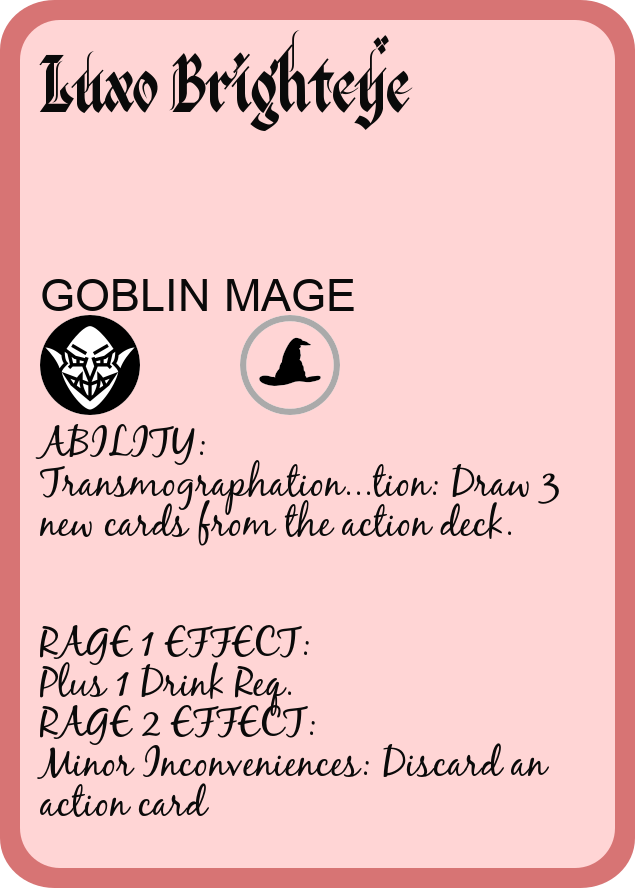 Luxo Brighteye
GOBLIN MAGE
ABILITY:
Transmographation...tion: Draw 3
new cards from the action deck.
RAGE 1 EFFECT:
Plus 1 Drink Req.
RAGE 2 EFFECT:
Minor Inconveniences: Discard an
action card